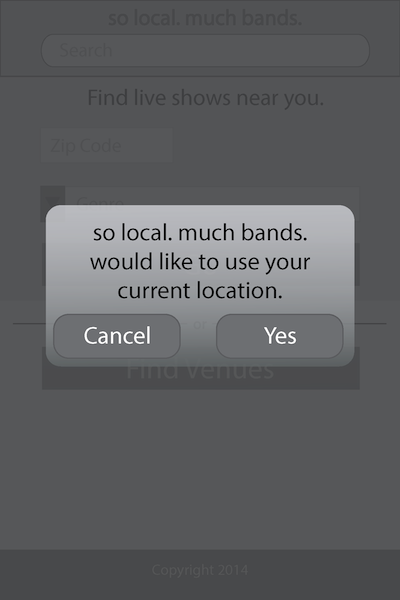 so local. much bands.
Search
Find live shows near you.
Zip Code
Genre
so local. much bands.
would like to use your
current location.
Cancel
Yes
or
Find Venues
Copyright 2014